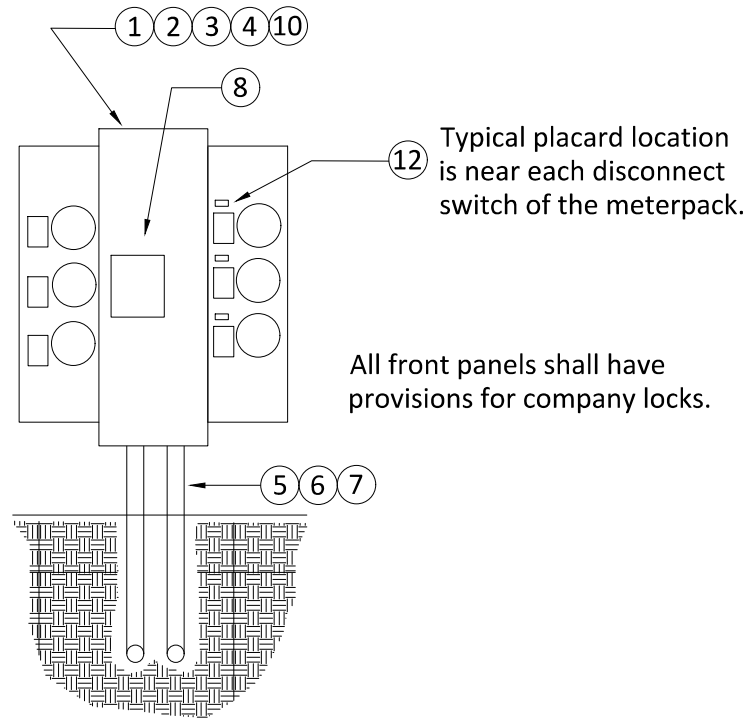 1 2 3 4 10
8
12
Typical placard location
is near each disconnect
switch of the meterpack.
All front panels shall have
provisions for company locks.
5 6 7